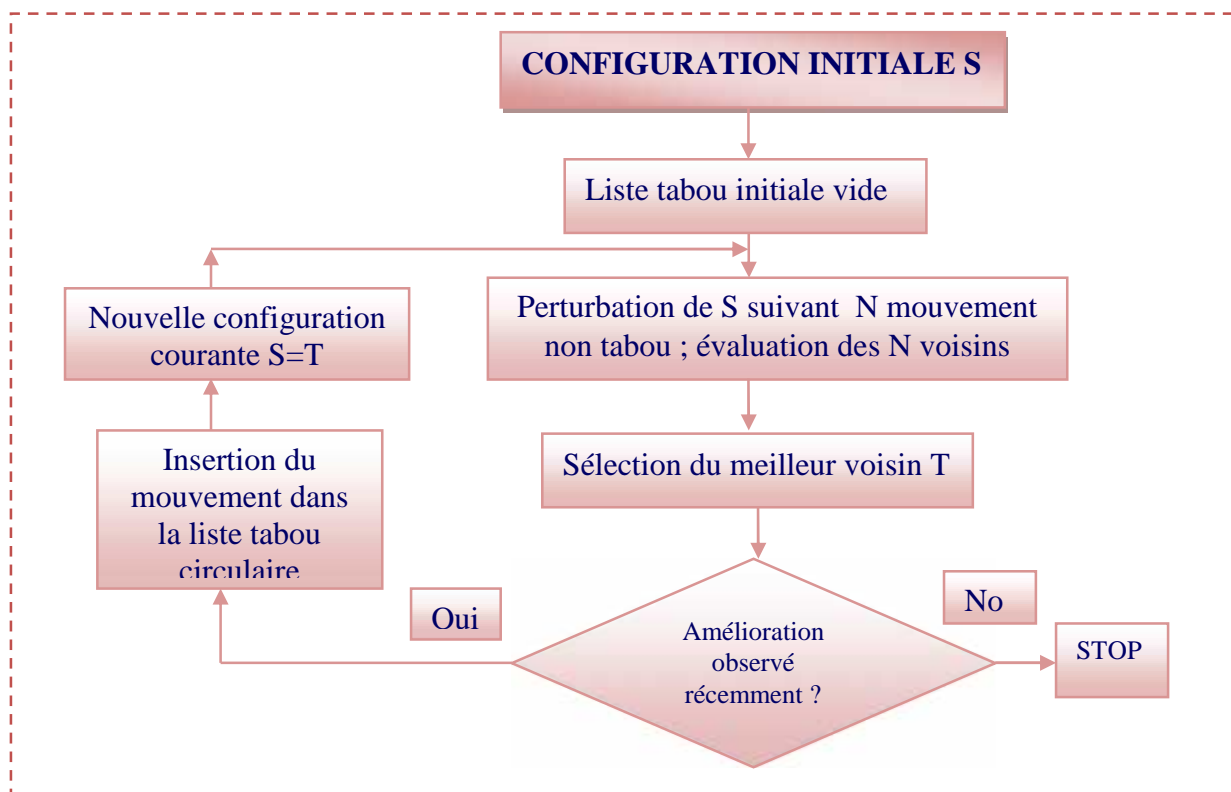 CONFIGURATION INITIALE S
Liste tabou initiale vide
Perturbation de S suivant N mouvement
non tabou ; évaluation des N voisins
Sélection du meilleur voisin T
Amélioration
observé
récemment ?
Oui
No
STOP
Insertion du
mouvement dans
la liste tabou
circulaire
Nouvelle configuration
courante S=T